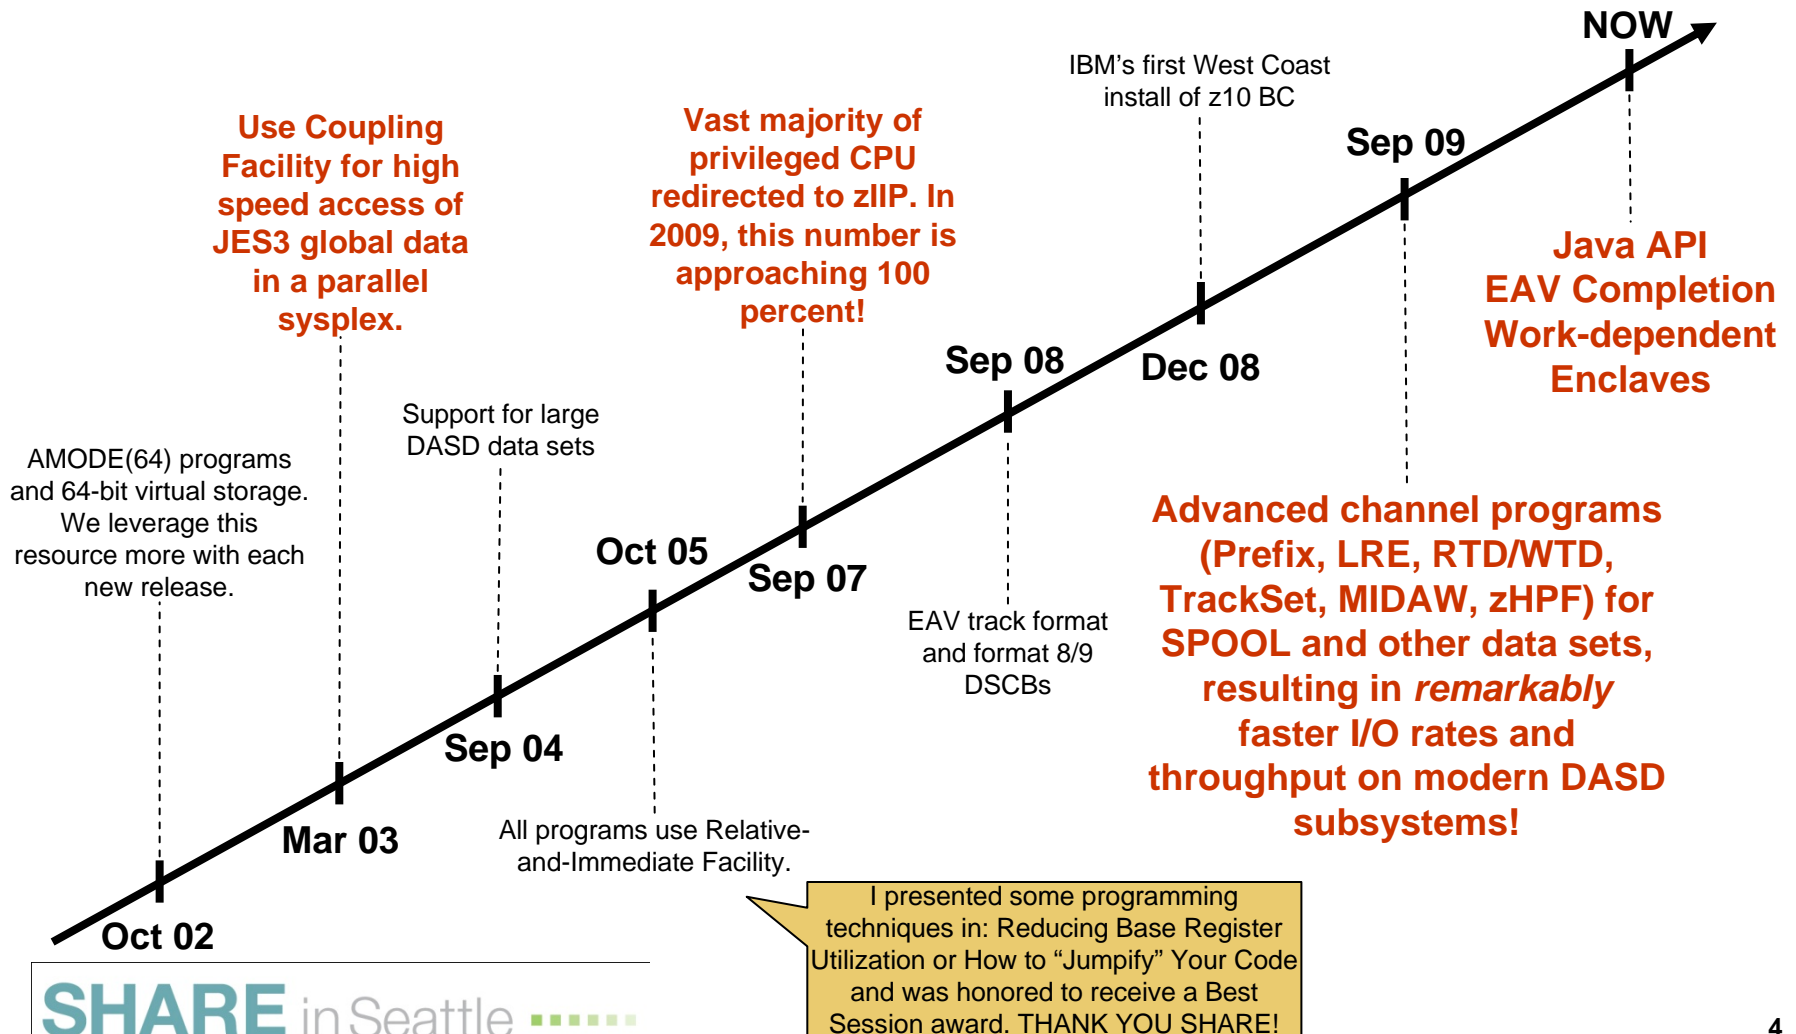 NOW
IBM's first West Coast
install of z10 BC
Use Coupling
Facility for high
speed access of
JES3 global data
in a parallel
sysplex.
Vast majority of
privileged CPU
redirected to zIIP. In
2009, this number is
approaching 100
percent!
Sep 09
Java API
EAV Completion
Work-dependent
Enclaves
Sep 08
Dec 08
Support for large
DASD data sets
AMODE(64) programs
and 64-bit virtual storage.
We leverage this
resource more with each
new release.
Oct 05
Sep 07
Advanced channel programs
(Prefix, LRE, RTD/WTD,
TrackSet, MIDAW, zHPF) for
SPOOL and other data sets,
resulting in remarkably
faster I/O rates and
throughput on modern DASD
subsystems!
EAV track format
and format 8/9
DSCBs
Sep 04
Mar 03
All programs use Relative-
and-Immediate Facility.
Oct 02
I presented some programming
techniques in: Reducing Base Register
Utilization or How to “Jumpify” Your Code
and was honored to receive a Best
Session award. THANK YOU SHARE!
SHARE in Seattle
4